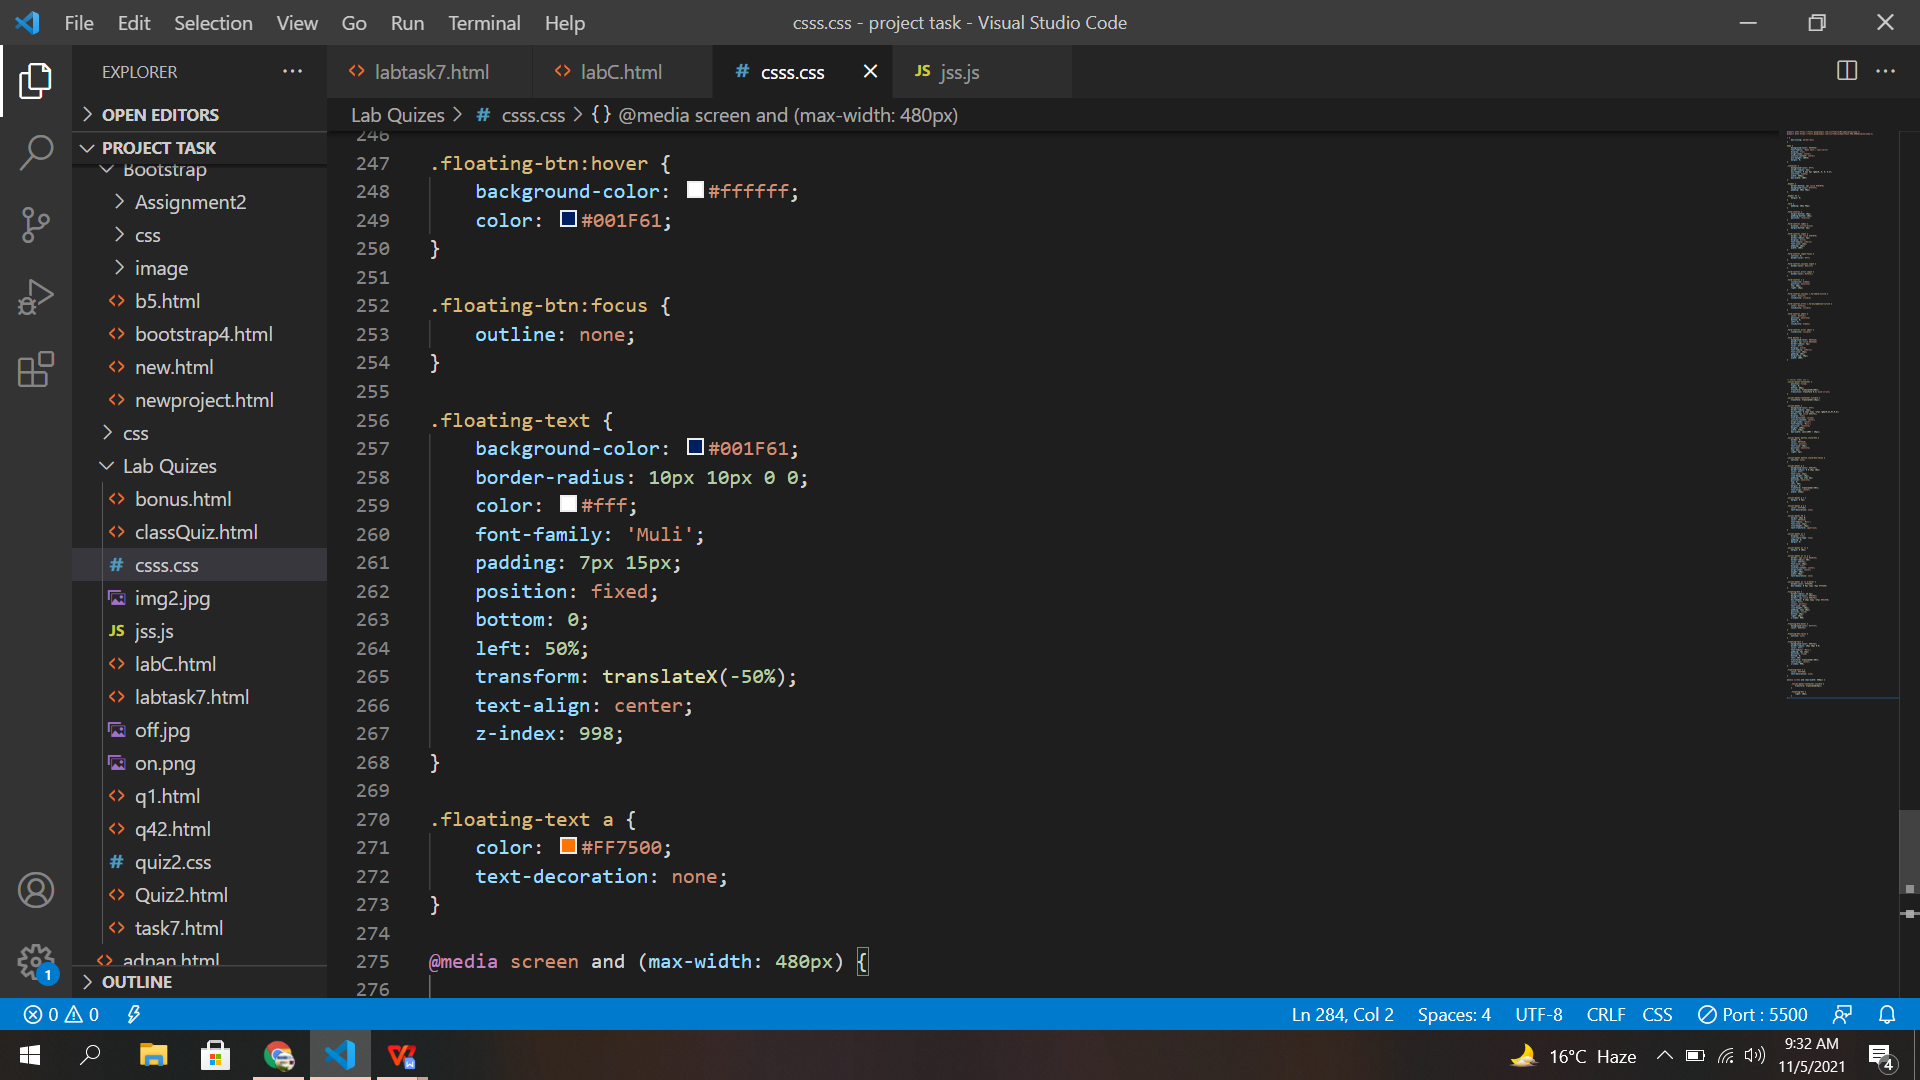 File Edit Selection View Go Run Terminal Help
csss.css - project task - Visual Studio Code
EXPLORER
OPEN EDITORS
PROJECT TASK
Bootstrap
Assignment2
css
image
b5.html
bootstrap4.html
new.html
newproject.html
css
Lab Quizes
bonus.html
classQuiz.html
# csss.css
img2.jpg
JS jss.js
labC.html
labtask7.html
off.jpg
on.png
q1.html
q42.html
# quiz2.css
Quiz2.html
task7.html
adnan.html
OUTLINE
1
labtask7.html
labC.html
# csss.css
JS jss.js
Lab Quizes > # csss.css > {} @media screen and (max-width: 480px)
246
247 .floating-btn:hover {
248 background-color: #ffffff;
249 color: #001F61;
250 }
251
252 .floating-btn:focus {
253 outline: none;
254 }
255
256 .floating-text {
257 background-color: #001F61;
258 border-radius: 10px 10px 0 0;
259 color: #fff;
260 font-family: 'Muli';
261 padding: 7px 15px;
262 position: fixed;
263 bottom: 0;
264 left: 50%;
265 transform: translateX(-50%);
266 text-align: center;
267 z-index: 998;
268 }
269
270 .floating-text a {
271 color: #FF7500;
272 text-decoration: none;
273 }
274
275 @media screen and (max-width: 480px) {
276
0 0
Ln 284, Col 2 Spaces: 4 UTF-8 CRLF CSS Port : 5500
16°C Haze
9:32 AM
11/5/2021
4